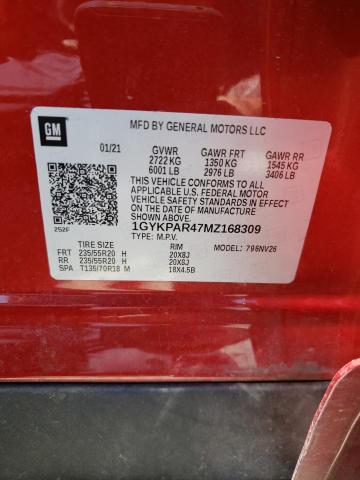 GM
MFD BY GENERAL MOTORS LLC
01/21 GVWR GAWR FRT GAWR RR
2722 KG 1350 KG 1545 KG
6001 LB 2976 LB 3406 LB
THIS VEHICLE CONFORMS TO ALL
APPLICABLE U.S. FEDERAL MOTOR
VEHICLE SAFETY STANDARDS IN EFFECT
ON THE DATE OF MANUFACTURE SHOWN ABOVE.
252F 1GYKPAR47MZ168309
TYPE: M.P.V. MODEL: 796NV26
TIRE SIZE RIM
FRT 235/55R20 H 20X8J
RR 235/55R20 H 20X8J
SPA T135/70R18 M 18X4.5B